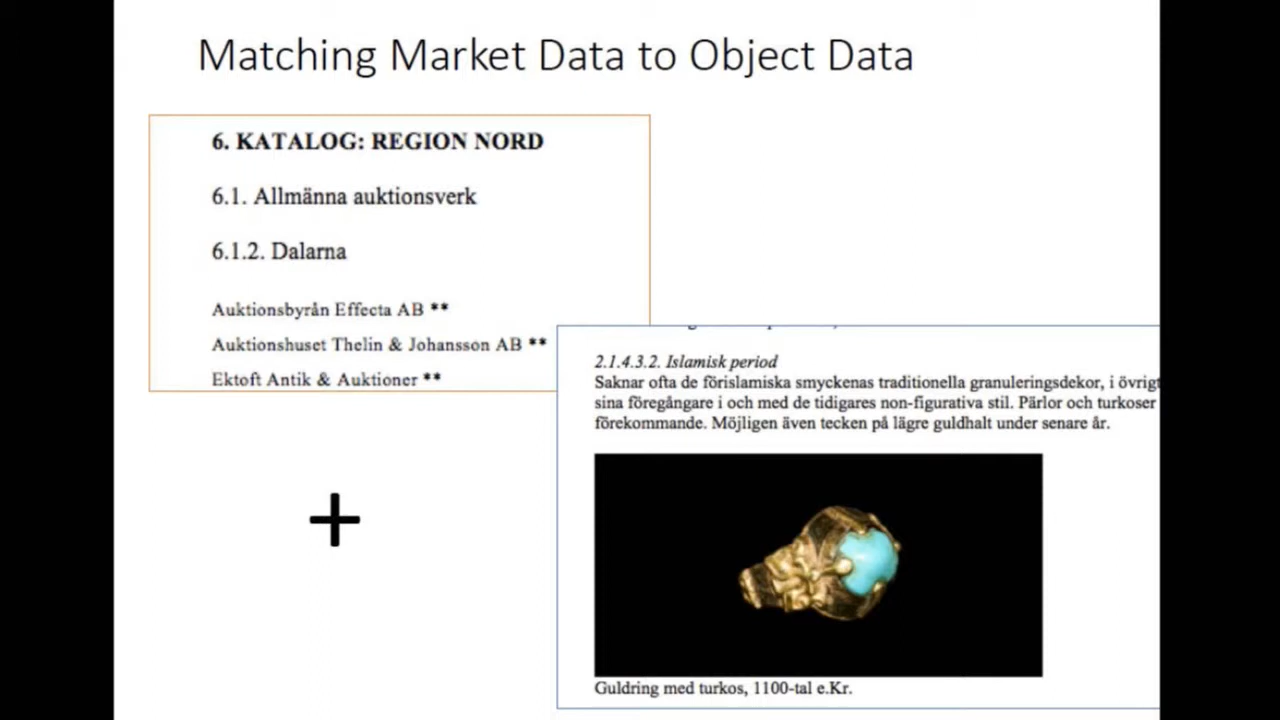 Matching Market Data to Object Data
6. KATALOG: REGION NORD
6.1. Allmänna auktionsverk
6.1.2. Dalarna
Auktionsbyrån Effecta AB **
Auktionshuset Thelin & Johansson AB **
Ektoft Antik & Auktioner **
2.1.4.3.2. Islamisk period
Saknar ofta de förislamiska smyckenas traditionella granuleringsdekor, i övrigt
sina föregångare i och med de tidigares non-figurativa stil. Pärlor och turkoser
förekommande. Möjligen även tecken på lägre guldhalt under senare år.
+
Guldring med turkos, 1100-tal e.Kr.